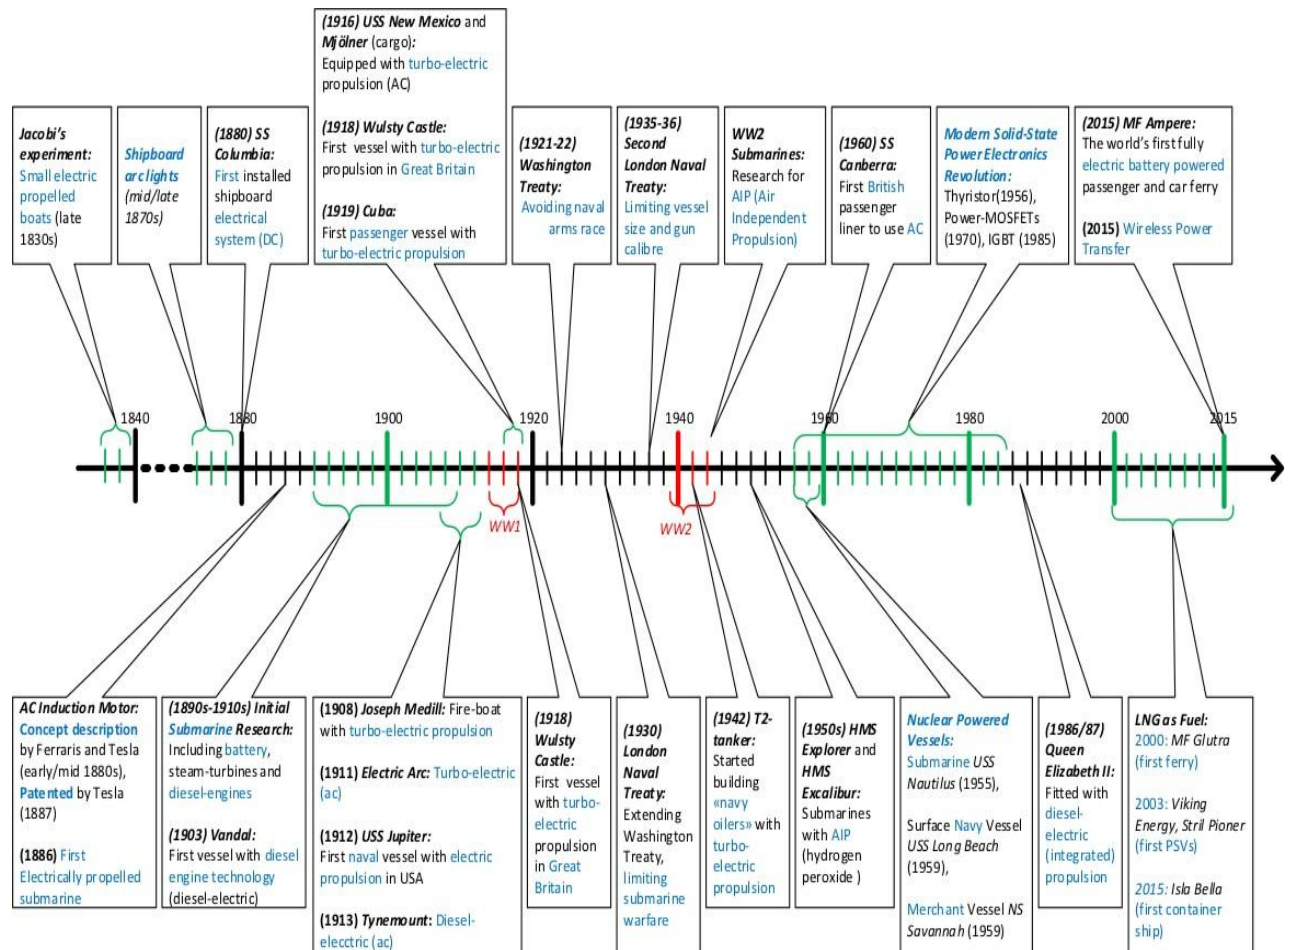 (1916) USS New Mexico and
Mjölner (cargo):
Equipped with turbo-electric
propulsion (AC)
(1918) Wulsty Castle:
First vessel with turbo-electric
propulsion in Great Britain
(1919) Cuba:
First passenger vessel with
turbo-electric propulsion
Jacobi's
experiment:
Small electric
propelled
boats (late
1830s)
Shipboard
arc lights
(mid/late
1870s)
(1880) SS
Columbia:
First installed
shipboard
electrical
system (DC)
(1921-22)
Washington
Treaty:
Avoiding naval
arms race
(1935-36)
Second
London Naval
Treaty:
Limiting vessel
size and gun
calibre
WW2
Submarines:
Research for
AIP (Air
Independent
Propulsion)
(1960) SS
Canberra:
First British
passenger
liner to use AC
Modern Solid-State
Power Electronics
Revolution:
Thyristor(1956),
Power-MOSFETs
(1970), IGBT (1985)
(2015) MF Ampere:
The world's first fully
electric battery powered
passenger and car ferry
(2015) Wireless Power
Transfer
1840
1880
1900
1920
1940
1960
1980
2000
2015
WW1
WW2
AC Induction Motor:
Concept description
by Ferraris and Tesla
(early/mid 1880s),
Patented by Tesla
(1887)
(1886) First
Electrically propelled
submarine
(1890s-1910s) Initial
Submarine Research:
Including battery,
steam-turbines and
diesel-engines
(1903) Vandal:
First vessel with diesel
engine technology
(diesel-electric)
(1908) Joseph Medill: Fire-boat
with turbo-electric propulsion
(1911) Electric Arc: Turbo-electric
(ac)
(1912) USS Jupiter:
First naval vessel with electric
propulsion in USA
(1913) Tynemount: Diesel-
elecctric (ac)
(1918)
Wulsty
Castle:
First vessel
with turbo-
electric
propulsion
in Great
Britain
(1930)
London
Naval
Treaty:
Extending
Washington
Treaty,
limiting
submarine
warfare
(1942) T2-
tanker:
Started
building
«navy
oilers» with
turbo-
electric
propulsion
(1950s) HMS
Explorer and
HMS
Excalibur:
Submarines
with AIP
(hydrogen
peroxide )
Nuclear Powered
Vessels:
Submarine USS
Nautilus (1955),
Surface Navy Vessel
USS Long Beach
(1959),
Merchant Vessel NS
Savannah (1959)
(1986/87)
Queen
Elizabeth II:
Fitted with
diesel-
electric
(integrated)
propulsion
LNG as Fuel:
2000: MF Glutra
(first ferry)
2003: Viking
Energy, Stril Pioner
(first PSVs)
2015: Isla Bella
(first container
ship)